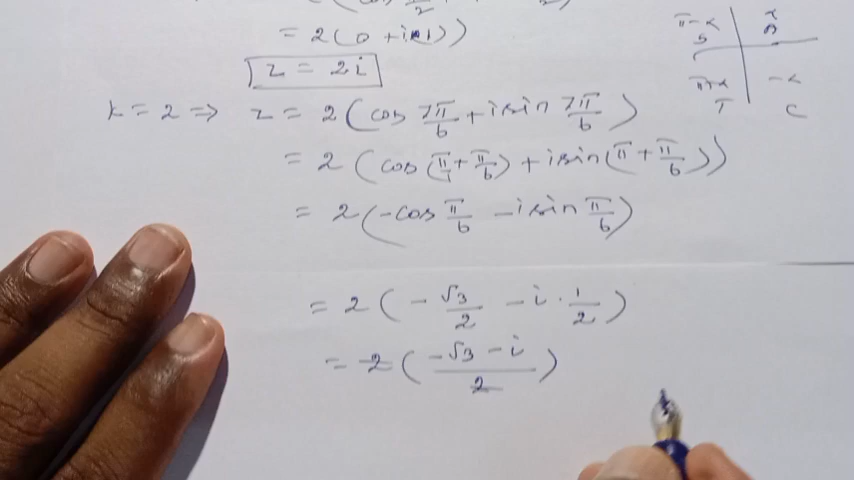 = 2(0 + i(1))
z = 2i
k = 2 ⇒ z = 2(cos 7π/6 + i sin 7π/6)
= 2(cos(π/1 + π/6) + i sin(π + π/6))
= 2(-cos π/6 - i sin π/6)
= 2(-√3/2 - i · 1/2)
= 2((-√3 - i)/2)
π-α
α
S
π+α
-α
T
C